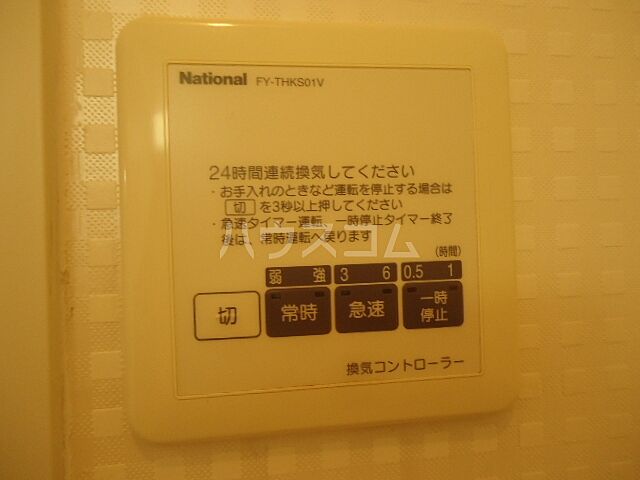 National FY-THKS01V
24時間連続換気してください
・お手入れのときなど運転を停止する場合は
切 を3秒以上押してください
・急速タイマー運転、一時停止タイマー終了
後は、常時運転へ戻ります
ハウスコム
(時間)
弱 強 3 6 0.5 1
切 常時 急速 一時
停止
換気コントローラー